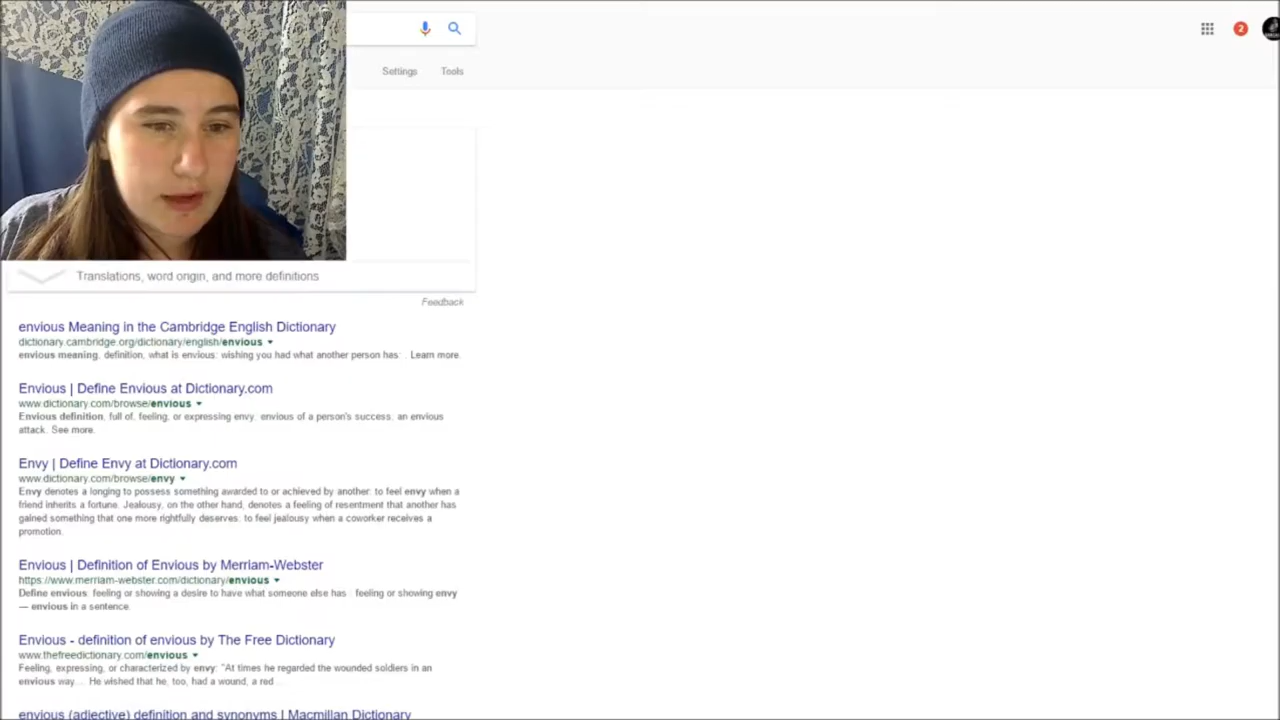 2
Settings Tools
Translations, word origin, and more definitions
Feedback
envious Meaning in the Cambridge English Dictionary
dictionary.cambridge.org/dictionary/english/envious
envious meaning, definition, what is envious: wishing you had what another person has: . Learn more.
Envious | Define Envious at Dictionary.com
www.dictionary.com/browse/envious
Envious definition, full of, feeling, or expressing envy: envious of a person's success; an envious
attack. See more.
Envy | Define Envy at Dictionary.com
www.dictionary.com/browse/envy
Envy denotes a longing to possess something awarded to or achieved by another: to feel envy when a
friend inherits a fortune. Jealousy, on the other hand, denotes a feeling of resentment that another has
gained something that one more rightfully deserves: to feel jealousy when a coworker receives a
promotion.
Envious | Definition of Envious by Merriam-Webster
https://www.merriam-webster.com/dictionary/envious
Define envious: feeling or showing a desire to have what someone else has : feeling or showing envy
— envious in a sentence.
Envious - definition of envious by The Free Dictionary
www.thefreedictionary.com/envious
Feeling, expressing, or characterized by envy: "At times he regarded the wounded soldiers in an
envious way.... He wished that he, too, had a wound, a red ...
envious (adjective) definition and synonyms | Macmillan Dictionary